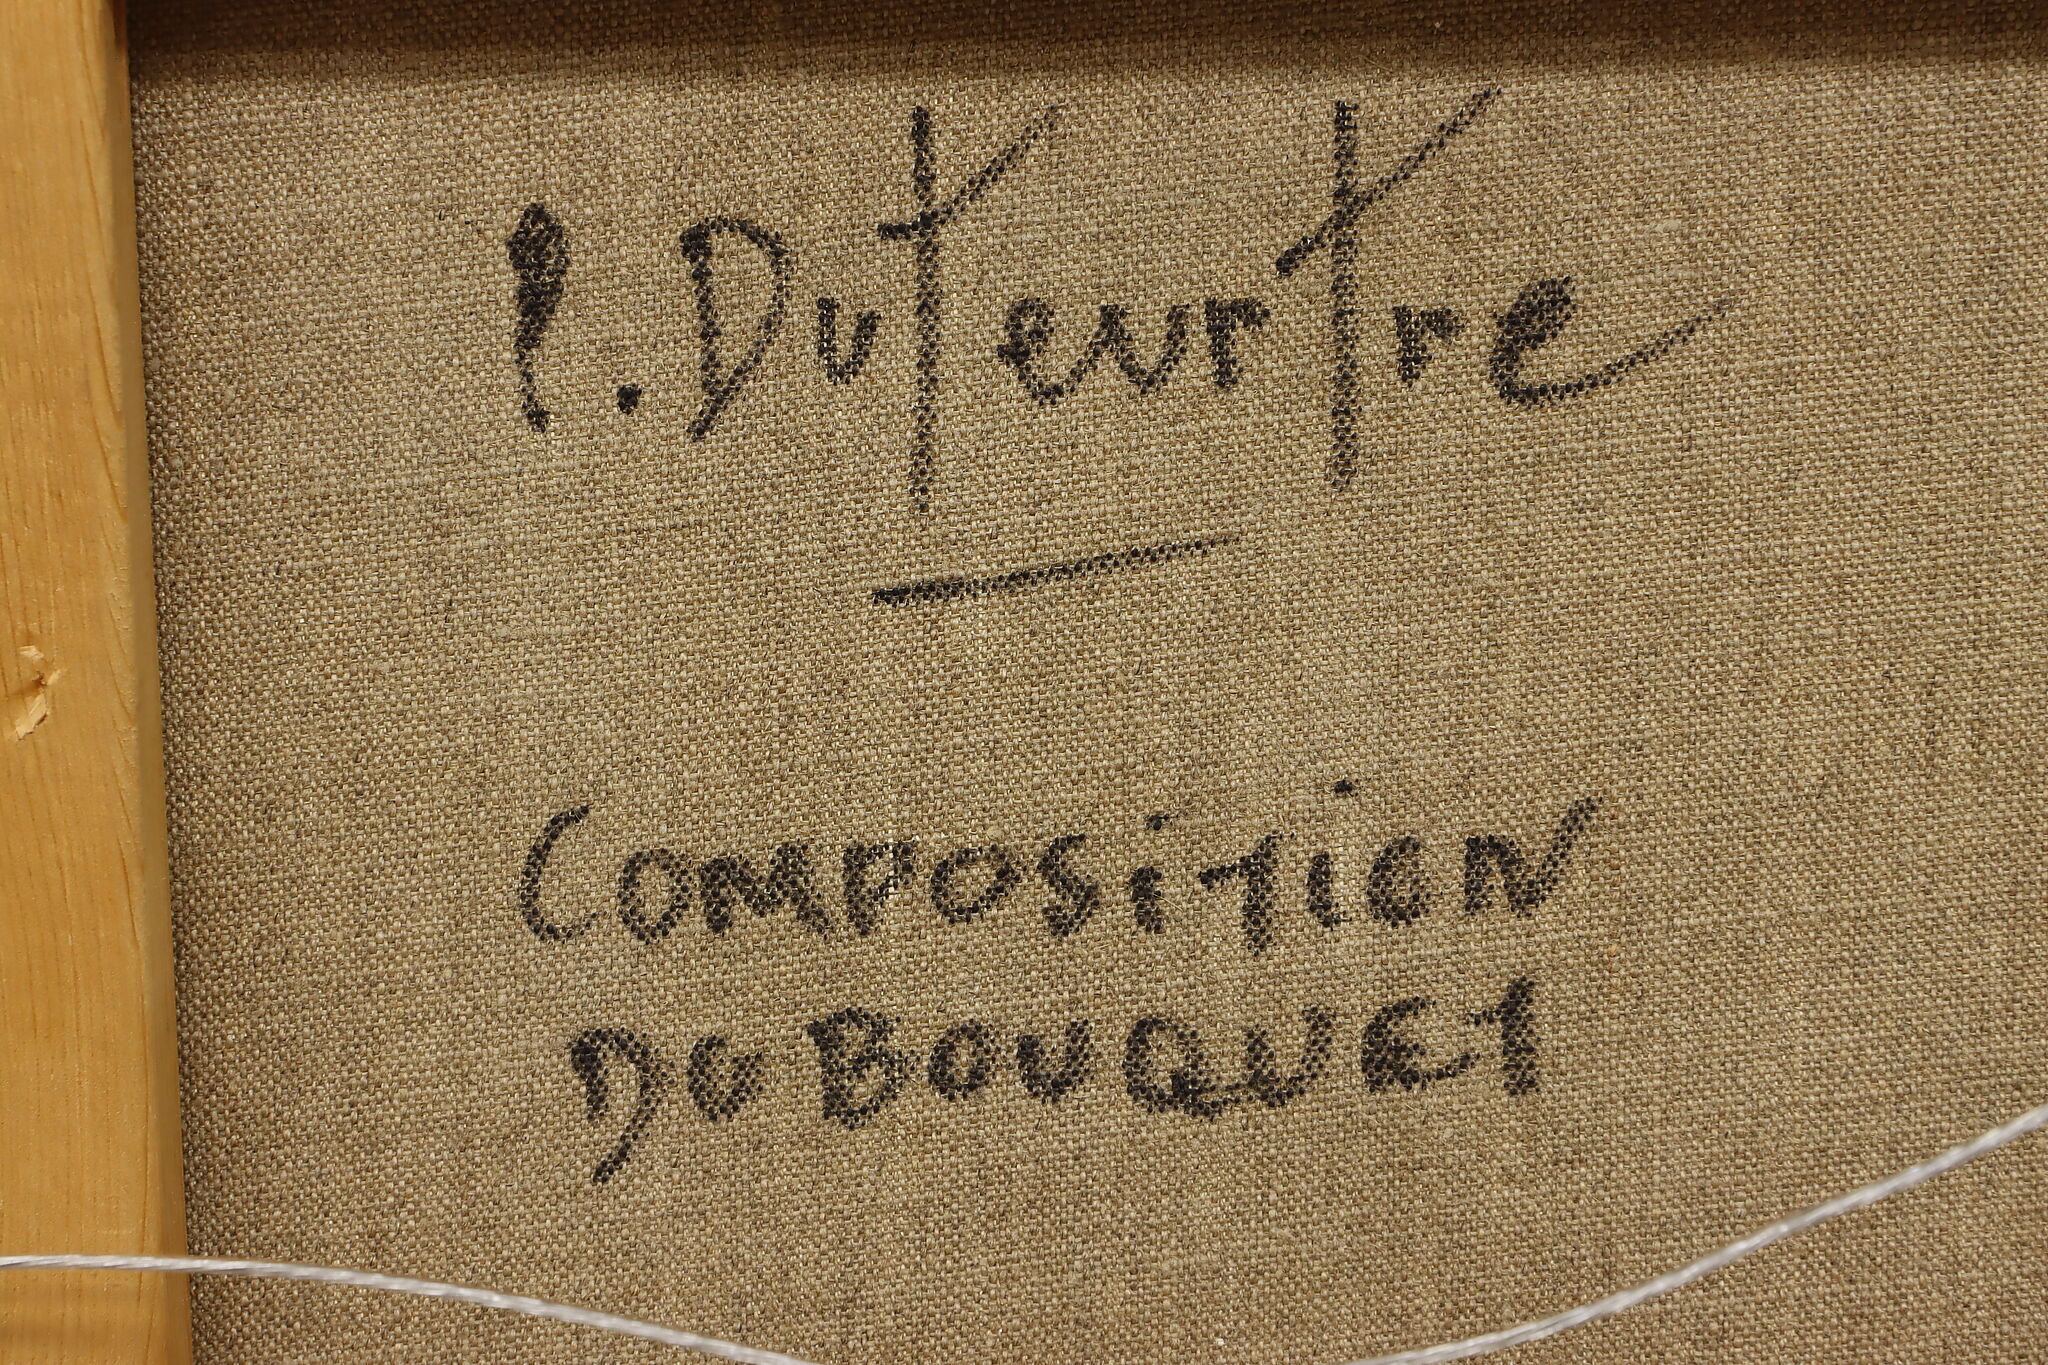 P. Duteurtre
COMPOSiTiON
DU BOUQUET